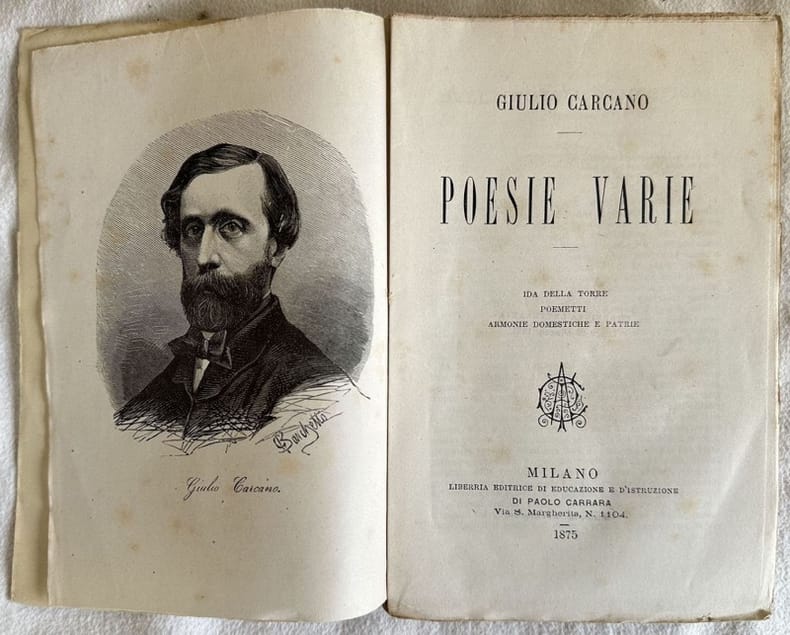 Barchetta
Giulio Carcano.
GIULIO CARCANO
POESIE VARIE
IDA DELLA TORRE
POEMETTI
ARMONIE DOMESTICHE E PATRIE
MILANO
LIBERRIA EDITRICE DI EDUCAZIONE E D'ISTRUZIONE
DI PAOLO CARRARA
Via S. Margherita, N. 1104.
1875